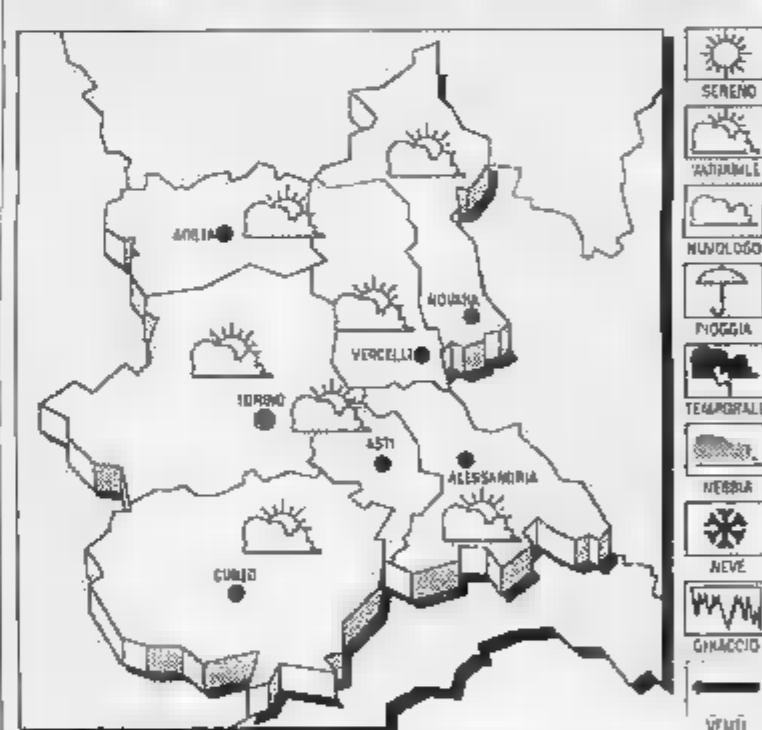 SERENO
VARIABILE
NUVOLOSO
PIOGGIA
TEMPORALE
NEBBIA
NEVE
GHIACCIO
VENTI
AOSTA
NOVARA
VERCELLI
TORINO
ASTI
ALESSANDRIA
CUNEO